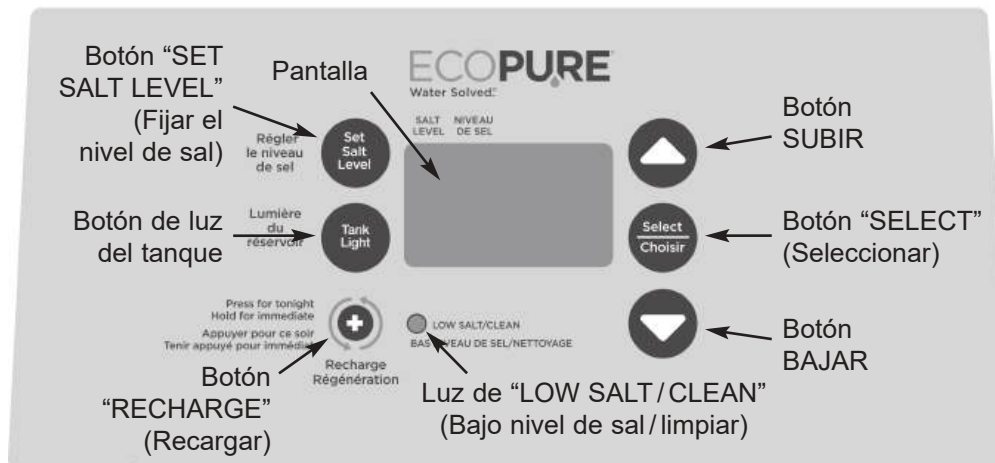 Botón “SET
SALT LEVEL”
(Fijar el
nivel de sal)
Pantalla
ECOPURE
Water Solved.™
SALT
LEVEL
NIVEAU
DE SEL
Régler
le niveau
de sel
Set
Salt
Level
Botón
SUBIR
Botón de luz
del tanque
Lumière
du
réservoir
Tank
Light
Select
Choisir
Botón “SELECT”
(Seleccionar)
Press for tonight
Hold for immediate
Appuyer pour ce soir
Tenir appuyé pour immédiat
Recharge
Régénération
LOW SALT/CLEAN
BAS NIVEAU DE SEL/NETTOYAGE
Botón
BAJAR
Botón
“RECHARGE”
(Recargar)
Luz de “LOW SALT / CLEAN”
(Bajo nivel de sal / limpiar)